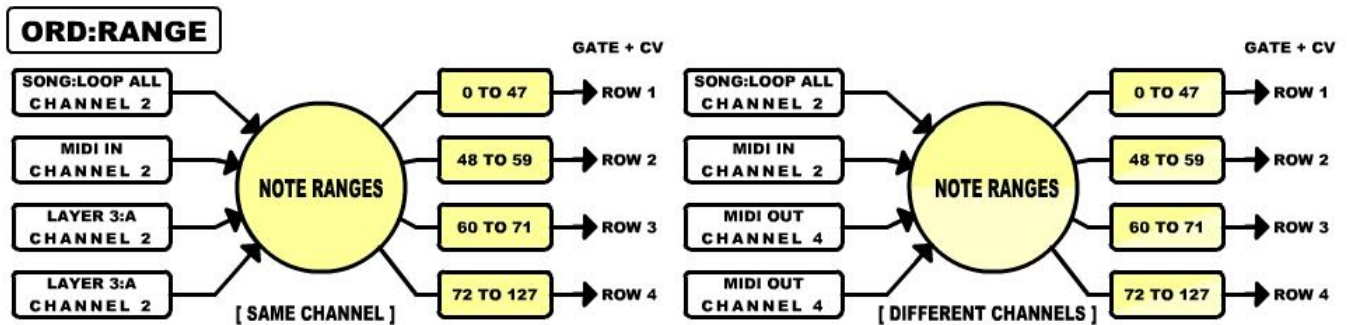 ORD:RANGE
GATE + CV
SONG:LOOP ALL
CHANNEL 2
MIDI IN
CHANNEL 2
LAYER 3:A
CHANNEL 2
LAYER 3:A
CHANNEL 2
NOTE RANGES
0 TO 47
ROW 1
48 TO 59
ROW 2
60 TO 71
ROW 3
72 TO 127
ROW 4
[ SAME CHANNEL ]
GATE + CV
SONG:LOOP ALL
CHANNEL 2
MIDI IN
CHANNEL 2
MIDI OUT
CHANNEL 4
MIDI OUT
CHANNEL 4
NOTE RANGES
0 TO 47
ROW 1
48 TO 59
ROW 2
60 TO 71
ROW 3
72 TO 127
ROW 4
[ DIFFERENT CHANNELS ]